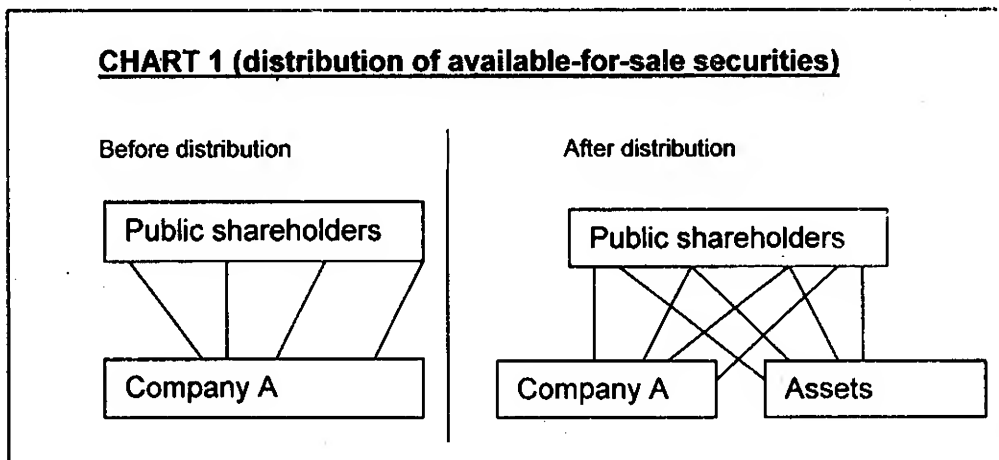 CHART 1 (distribution of available-for-sale securities)
Before distribution
After distribution
Public shareholders
Public shareholders
Company A
Company A
Assets